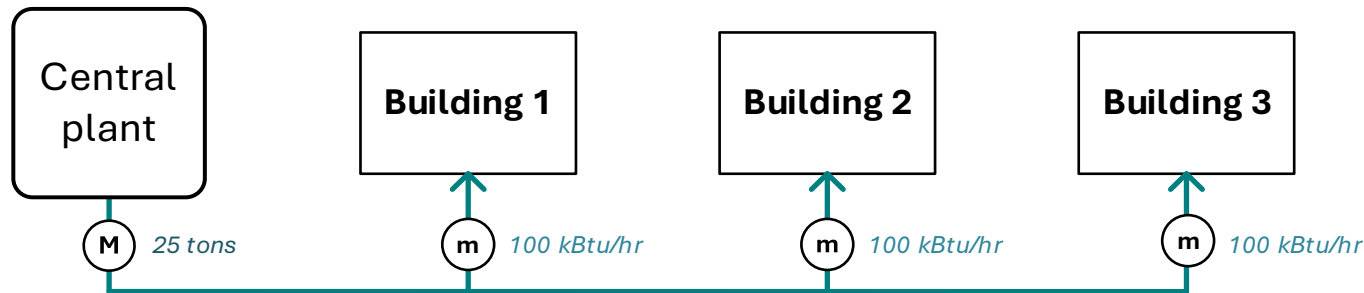 Central
plant
Building 1
Building 2
Building 3
M
25 tons
m
100 kBtu/hr
m
100 kBtu/hr
m
100 kBtu/hr